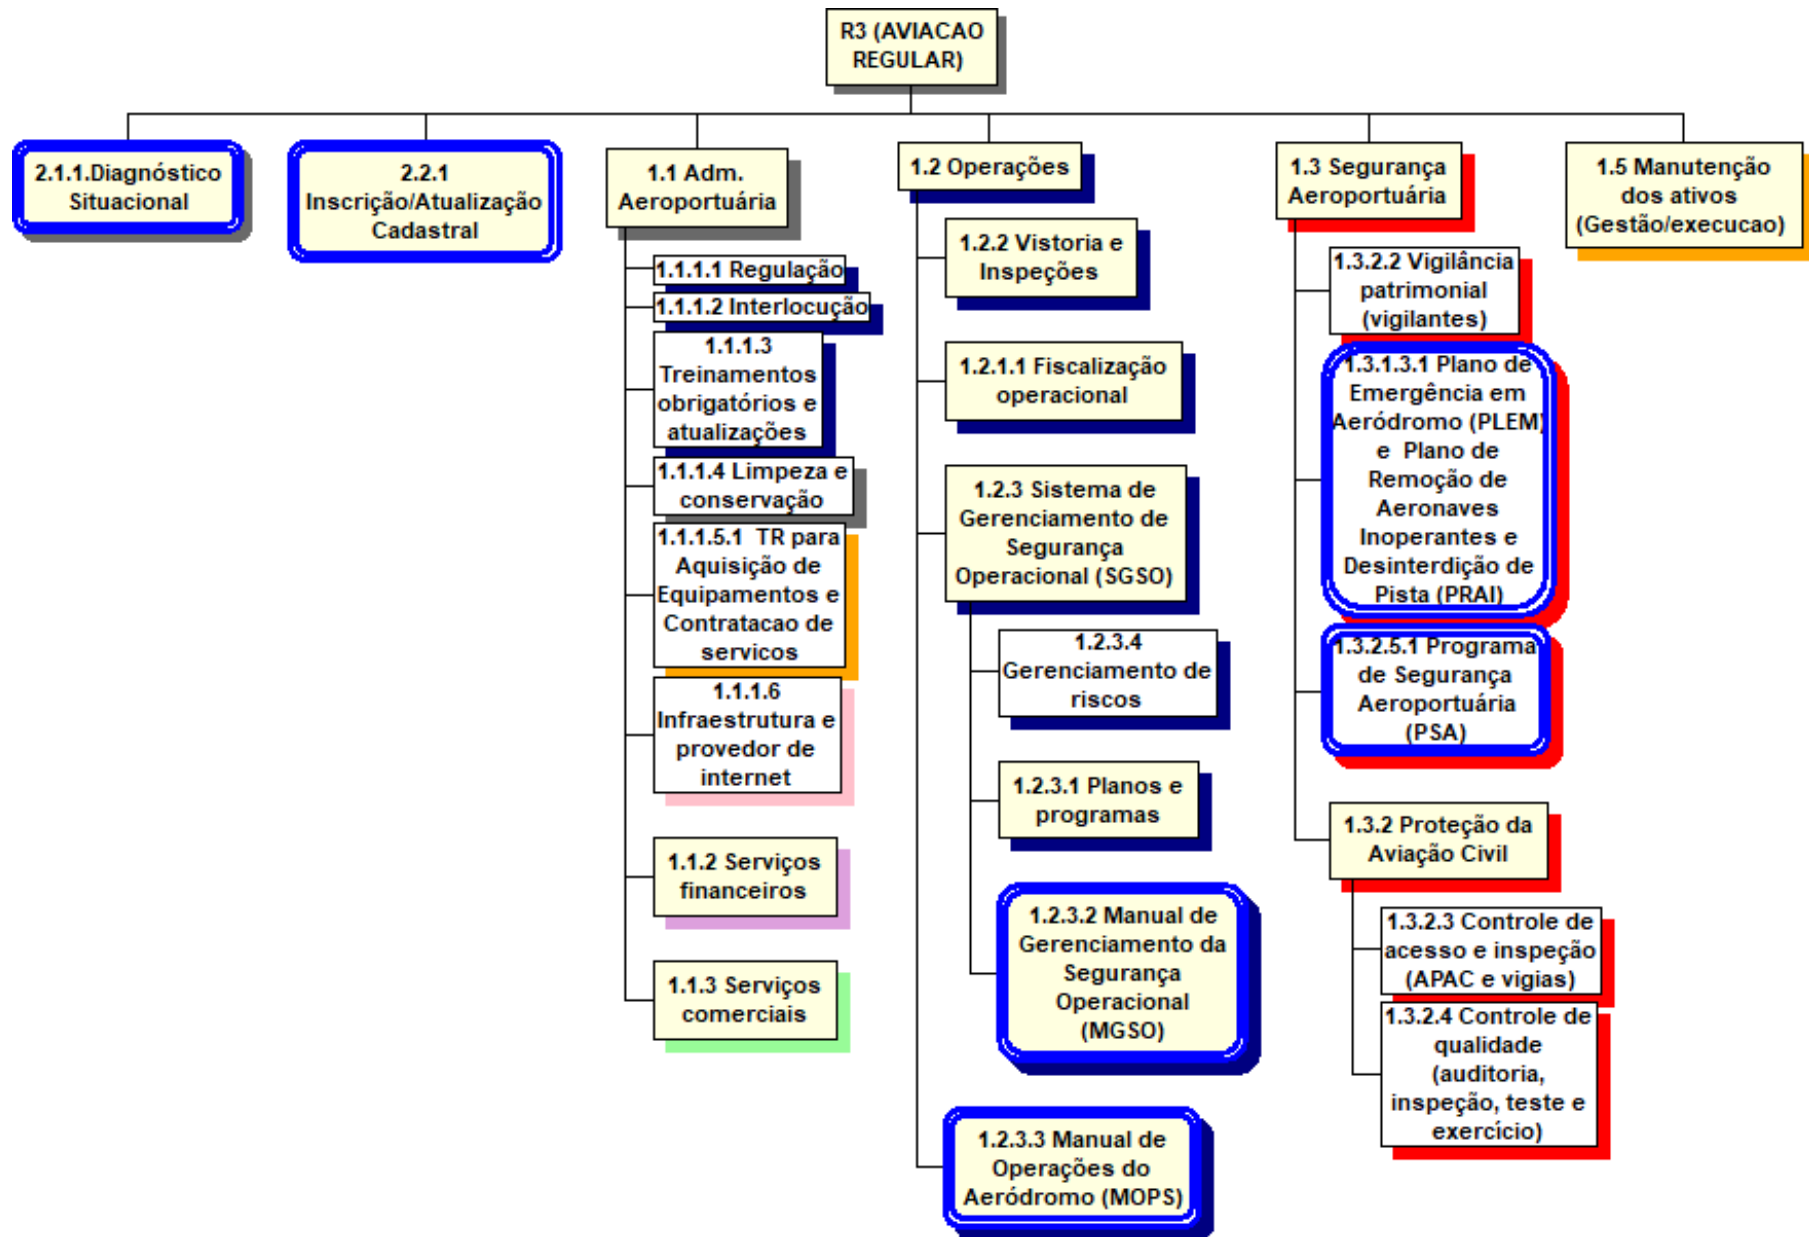 R3 (AVIACAO
REGULAR)
2.1.1.Diagnóstico
Situacional
2.2.1
Inscrição/Atualização
Cadastral
1.1 Adm.
Aeroportuária
1.1.1.1 Regulação
1.1.1.2 Interlocução
1.1.1.3
Treinamentos
obrigatórios e
atualizações
1.1.1.4 Limpeza e
conservação
1.1.1.5.1  TR para
Aquisição de
Equipamentos e
Contratacao de
servicos
1.1.1.6
Infraestrutura e
provedor de
internet
1.1.2 Serviços
financeiros
1.1.3 Serviços
comerciais
1.2 Operações
1.2.2 Vistoria e
Inspeções
1.2.1.1 Fiscalização
operacional
1.2.3 Sistema de
Gerenciamento de
Segurança
Operacional (SGSO)
1.2.3.4
Gerenciamento de
riscos
1.2.3.1 Planos e
programas
1.2.3.2 Manual de
Gerenciamento da
Segurança
Operacional
(MGSO)
1.2.3.3 Manual de
Operações do
Aeródromo (MOPS)
1.3 Segurança
Aeroportuária
1.3.2.2 Vigilância
patrimonial
(vigilantes)
1.3.1.3.1 Plano de
Emergência em
Aeródromo (PLEM)
e  Plano de
Remoção de
Aeronaves
Inoperantes e
Desinterdição de
Pista (PRAI)
1.3.2.5.1 Programa
de Segurança
Aeroportuária
(PSA)
1.3.2 Proteção da
Aviação Civil
1.3.2.3 Controle de
acesso e inspeção
(APAC e vigias)
1.3.2.4 Controle de
qualidade
(auditoria,
inspeção, teste e
exercício)
1.5 Manutenção
dos ativos
(Gestão/execucao)